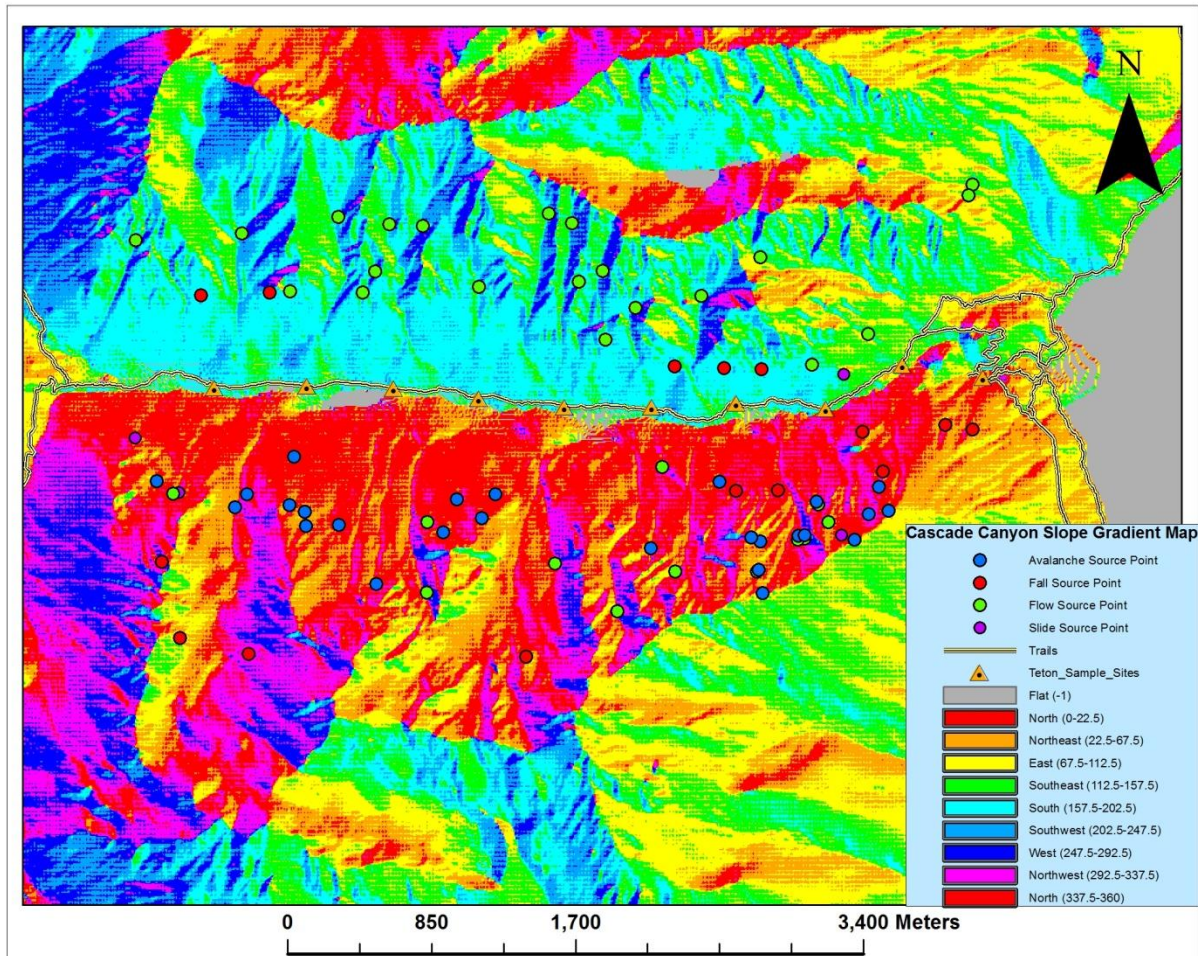 N
Cascade Canyon Slope Gradient Map
Avalanche Source Point
Fall Source Point
Flow Source Point
Slide Source Point
Trails
Teton_Sample_Sites
Flat (-1)
North (0-22.5)
Northeast (22.5-67.5)
East (67.5-112.5)
Southeast (112.5-157.5)
South (157.5-202.5)
Southwest (202.5-247.5)
West (247.5-292.5)
Northwest (292.5-337.5)
North (337.5-360)
0 850 1,700 3,400 Meters